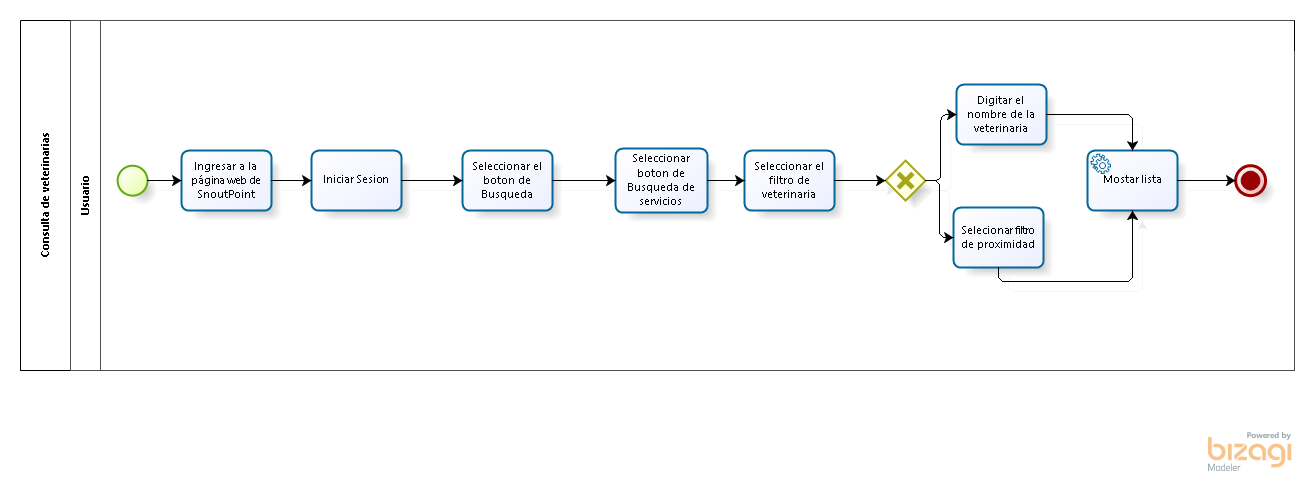 Consulta de veterinarias
Usuario
Ingresar a la
página web de
SnoutPoint
Iniciar Sesion
Seleccionar el
boton de
Busqueda
Seleccionar
boton de
Busqueda de
servicios
Seleccionar el
filtro de
veterinaria
Digitar el
nombre de la
veterinaria
Selecionar filtro
de proximidad
Mostar lista
Powered by
bizagi
Modeler